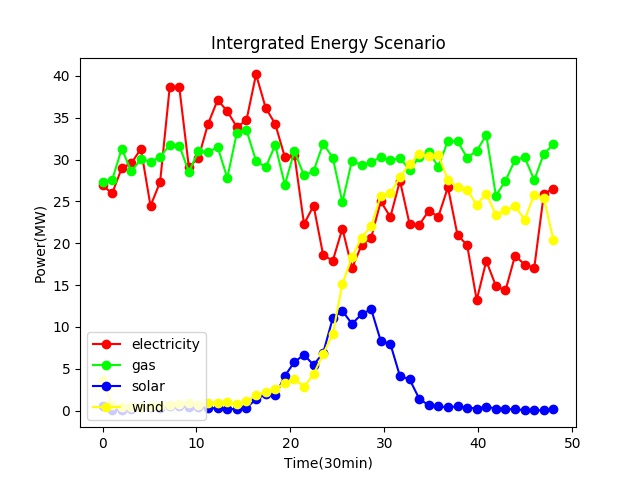 Intergrated Energy Scenario
Power(MW)
40
35
30
25
20
15
10
5
0
electricity
gas
solar
wind
0 10 20 30 40 50
Time(30min)